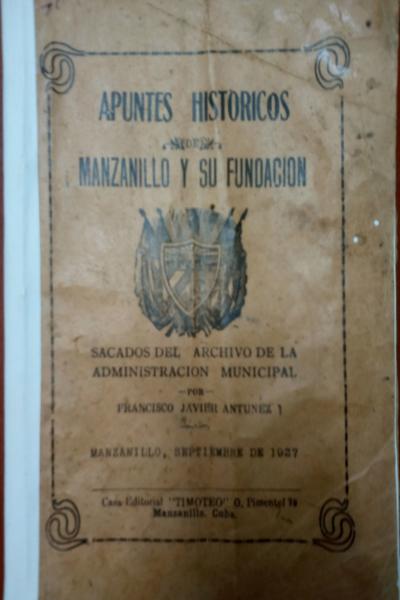 APUNTES HISTORICOS
MANZANILLO Y SU FUNDACION
SACADOS DEL ARCHIVO DE LA
ADMINISTRACION MUNICIPAL
—POR—
FRANCISCO JAVIER ANTUNEZ
MANZANILLO, SEPTIEMBRE DE 1927
Casa Editorial "TIMOTEO" O. Pimentel
Manzanillo, Cuba.